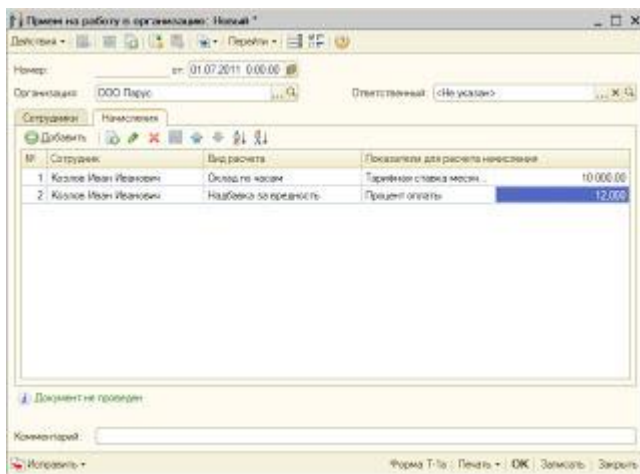 Прием на работу в организацию: Новый *
Действия Перейти
Номер: от: 01.07.2011 0:00:00
Организация: ООО Парус Ответственный: <Не указан>
Сотрудники Начисления
Добавить
№ Сотрудник Вид расчета Показатели для расчета начисления
1 Козлов Иван Иванович Оклад по часам Тарифная ставка месяч... 10 000,00
2 Козлов Иван Иванович Надбавка за вредность Процент оплаты 12,000
Документ не проведен
Комментарий:
Исправить Форма Т-1а Печать OK Записать Закрыть